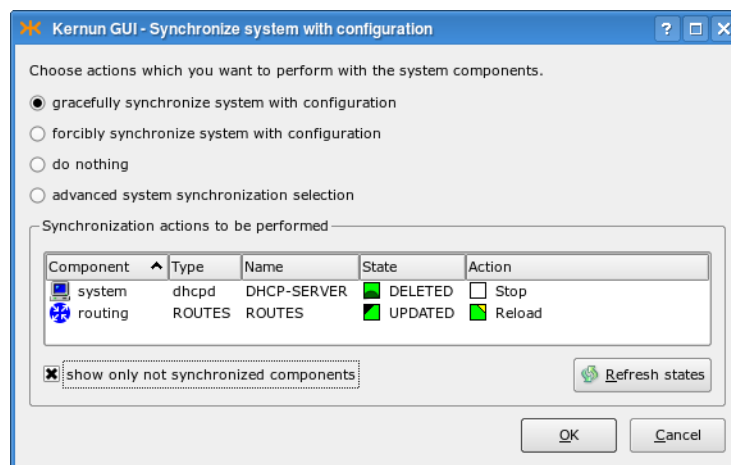 Kernun GUI - Synchronize system with configuration
Choose actions which you want to perform with the system components.
gracefully synchronize system with configuration
forcibly synchronize system with configuration
do nothing
advanced system synchronization selection
Synchronization actions to be performed
Component Type Name State Action
system dhcpd DHCP-SERVER DELETED Stop
routing ROUTES ROUTES UPDATED Reload
show only not synchronized components Refresh states
OK Cancel